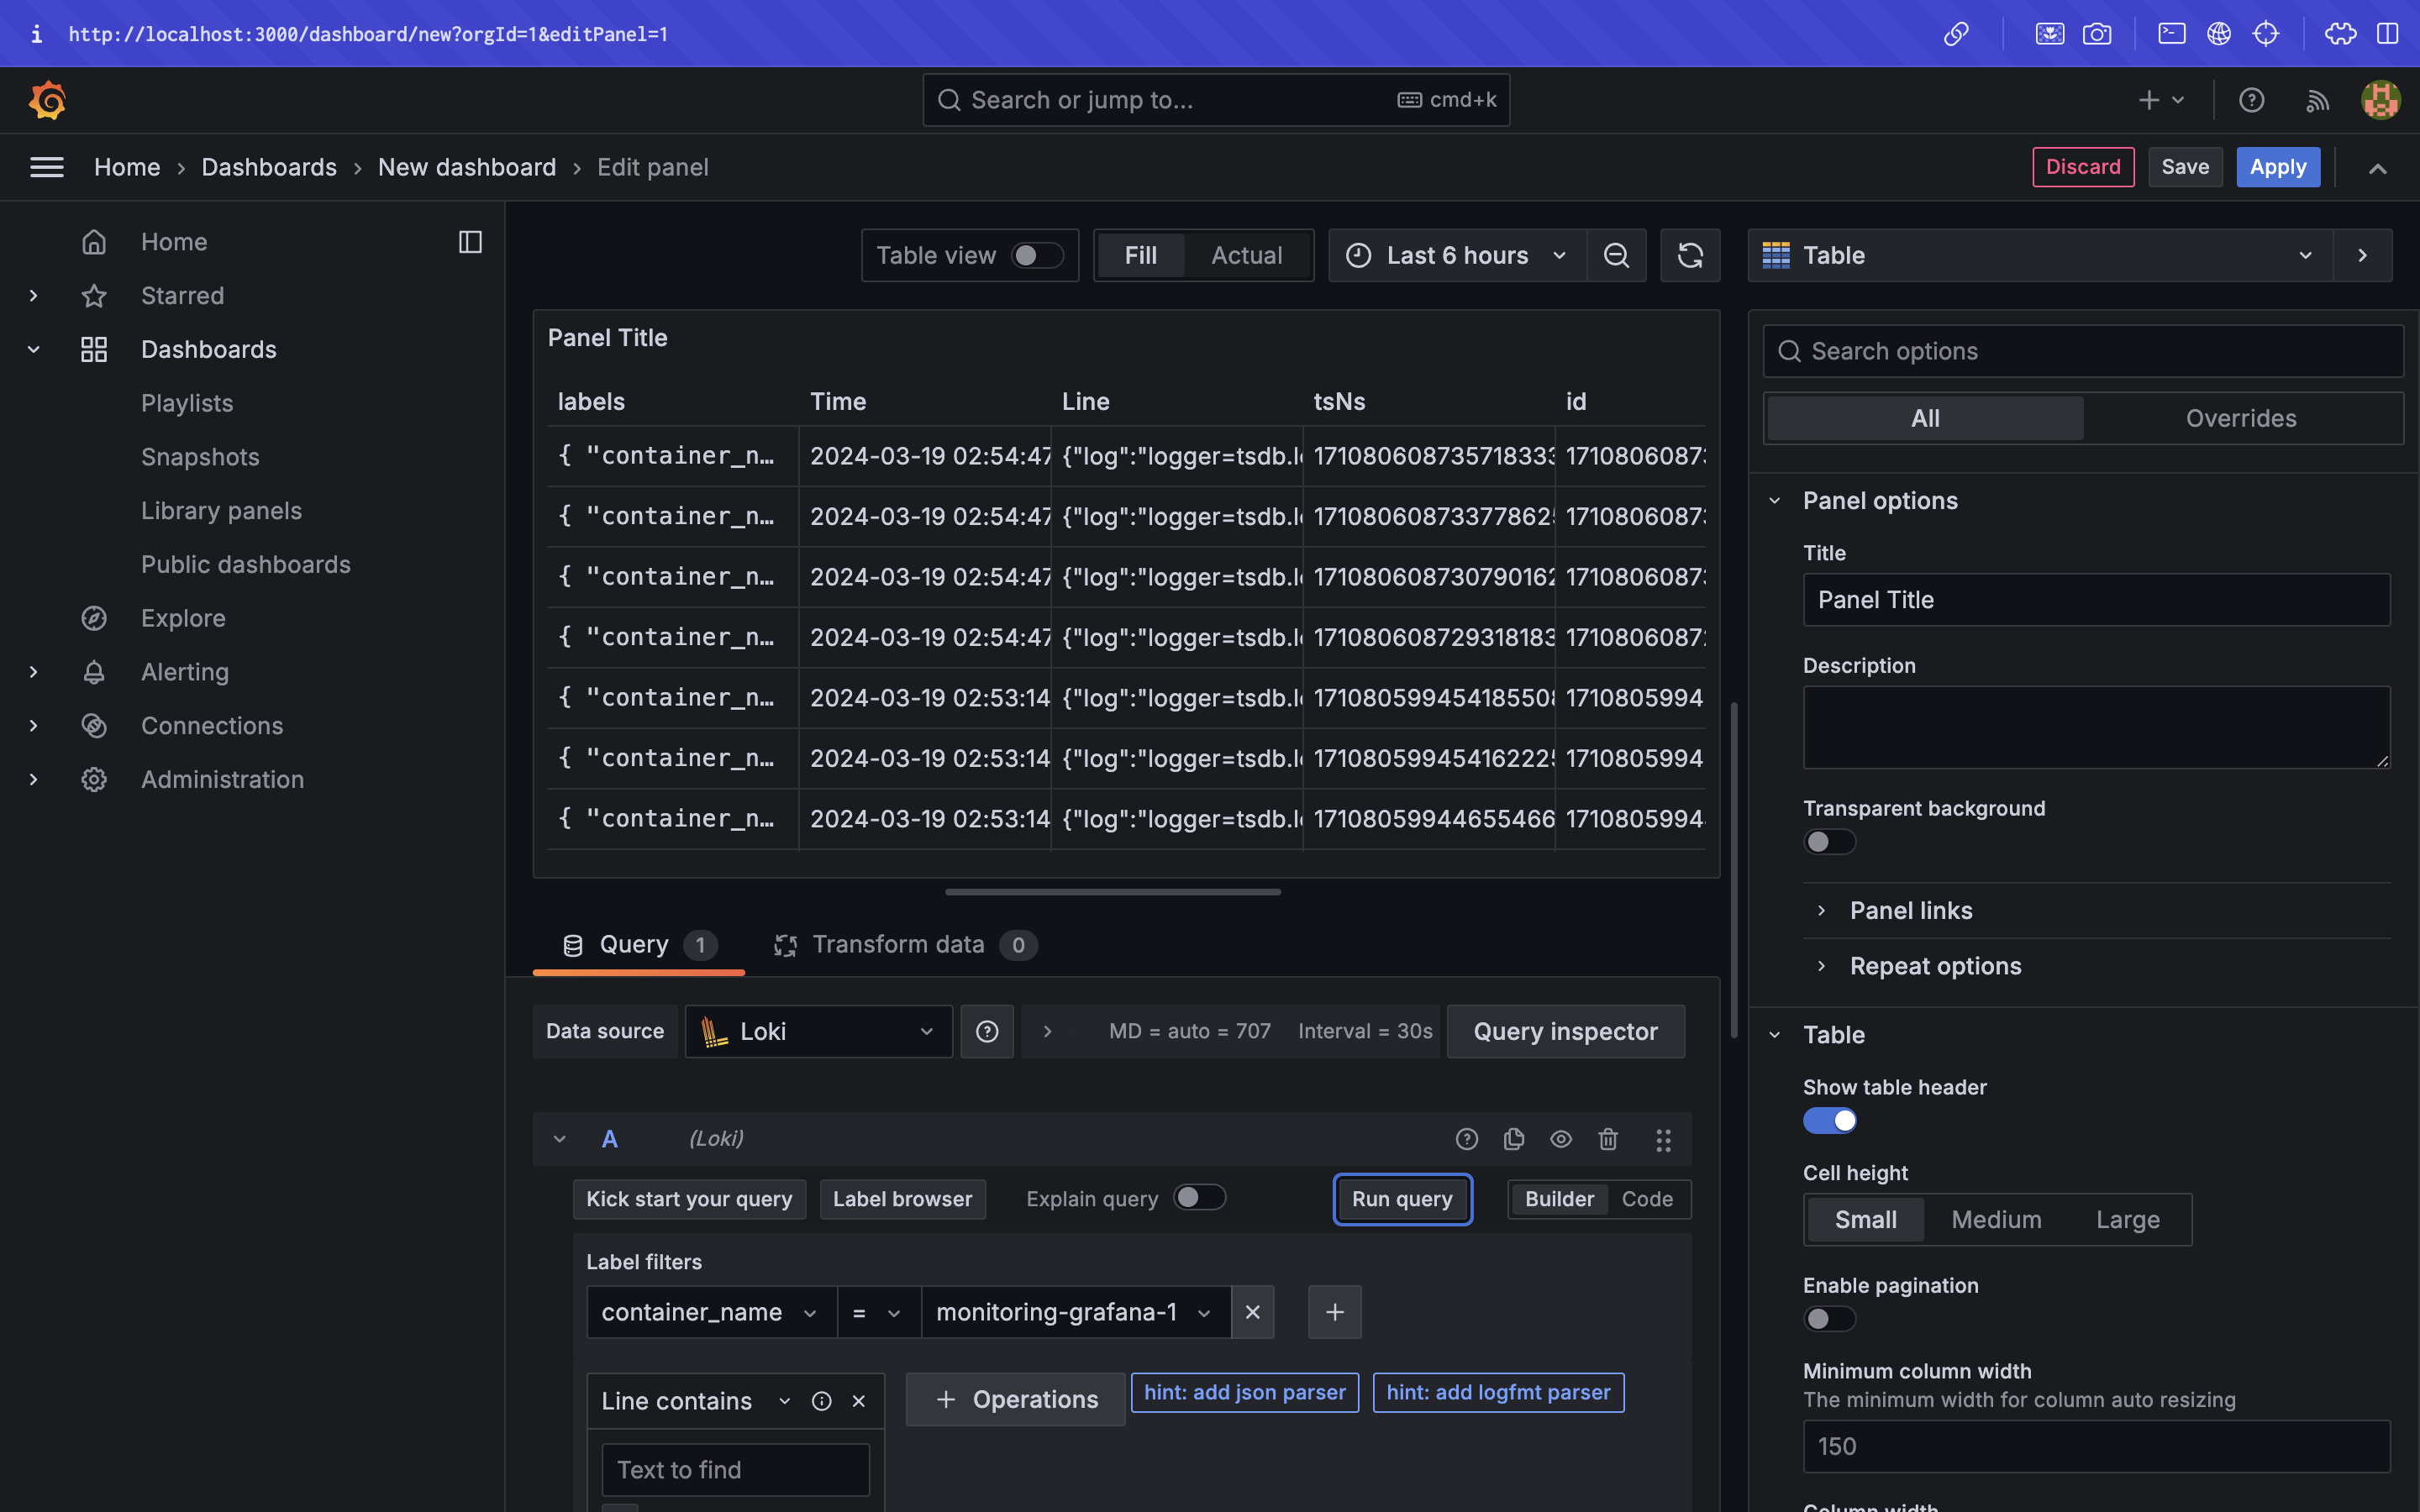 http://localhost:3000/dashboard/new?orgId=1&editPanel=1
Search or jump to... cmd+k
Home › Dashboards › New dashboard › Edit panel
Discard Save Apply
Home
Starred
Dashboards
Playlists
Snapshots
Library panels
Public dashboards
Explore
Alerting
Connections
Administration
Table view Fill Actual Last 6 hours
Panel Title
labels Time Line tsNs id
{ "container_n... 2024-03-19 02:54:47 {"log":"logger=tsdb.l 171080608735718333 17108060873
{ "container_n... 2024-03-19 02:54:47 {"log":"logger=tsdb.l 171080608733778625 17108060873
{ "container_n... 2024-03-19 02:54:47 {"log":"logger=tsdb.l 171080608730790162 17108060873
{ "container_n... 2024-03-19 02:54:47 {"log":"logger=tsdb.l 171080608729318183 17108060872
{ "container_n... 2024-03-19 02:53:14 {"log":"logger=tsdb.l 17108059945418550 1710805994
{ "container_n... 2024-03-19 02:53:14 {"log":"logger=tsdb.l 171080599454162225 1710805994
{ "container_n... 2024-03-19 02:53:14 {"log":"logger=tsdb.l 17108059944655466 1710805994
Query 1 Transform data 0
Data source Loki MD = auto = 707 Interval = 30s Query inspector
A (Loki)
Kick start your query Label browser Explain query Run query Builder Code
Label filters
container_name = monitoring-grafana-1
Line contains Operations hint: add json parser hint: add logfmt parser
Text to find
Table
Search options
All Overrides
Panel options
Title
Panel Title
Description
Transparent background
Panel links
Repeat options
Table
Show table header
Cell height
Small Medium Large
Enable pagination
Minimum column width
The minimum width for column auto resizing
150
Column width